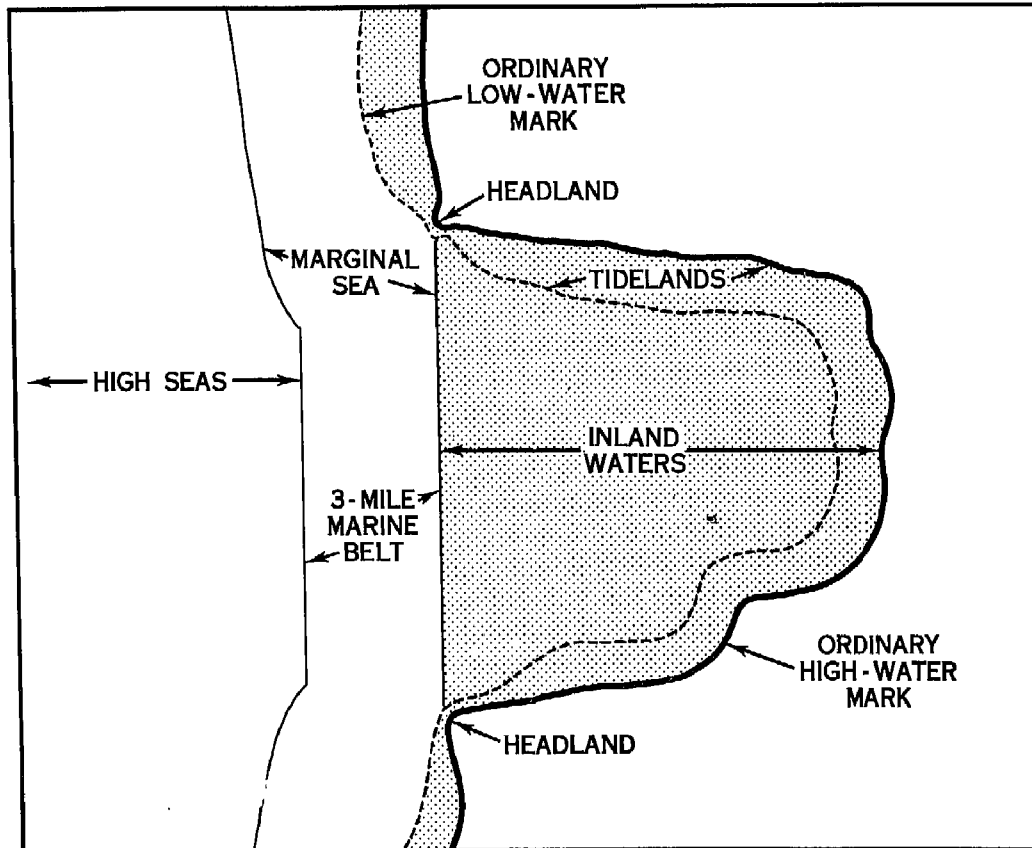 ORDINARY
LOW-WATER
MARK
HEADLAND
MARGINAL
SEA
TIDELANDS
HIGH SEAS
INLAND
WATERS
3-MILE
MARINE
BELT
ORDINARY
HIGH-WATER
MARK
HEADLAND